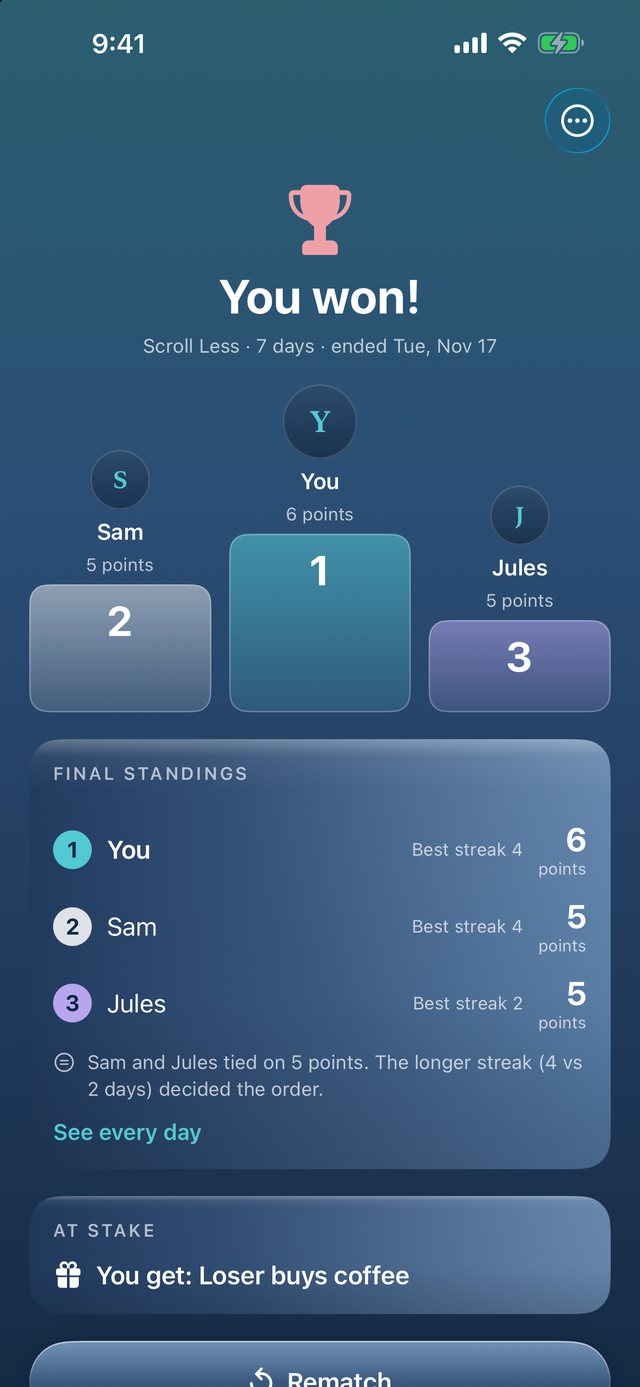 9:41
You won!
Scroll Less · 7 days · ended Tue, Nov 17
Y
You
6 points
S
Sam
5 points
J
Jules
5 points
1
2
3
FINAL STANDINGS
1 You Best streak 4 6 points
2 Sam Best streak 4 5 points
3 Jules Best streak 2 5 points
Sam and Jules tied on 5 points. The longer streak (4 vs
2 days) decided the order.
See every day
AT STAKE
You get: Loser buys coffee
Rematch